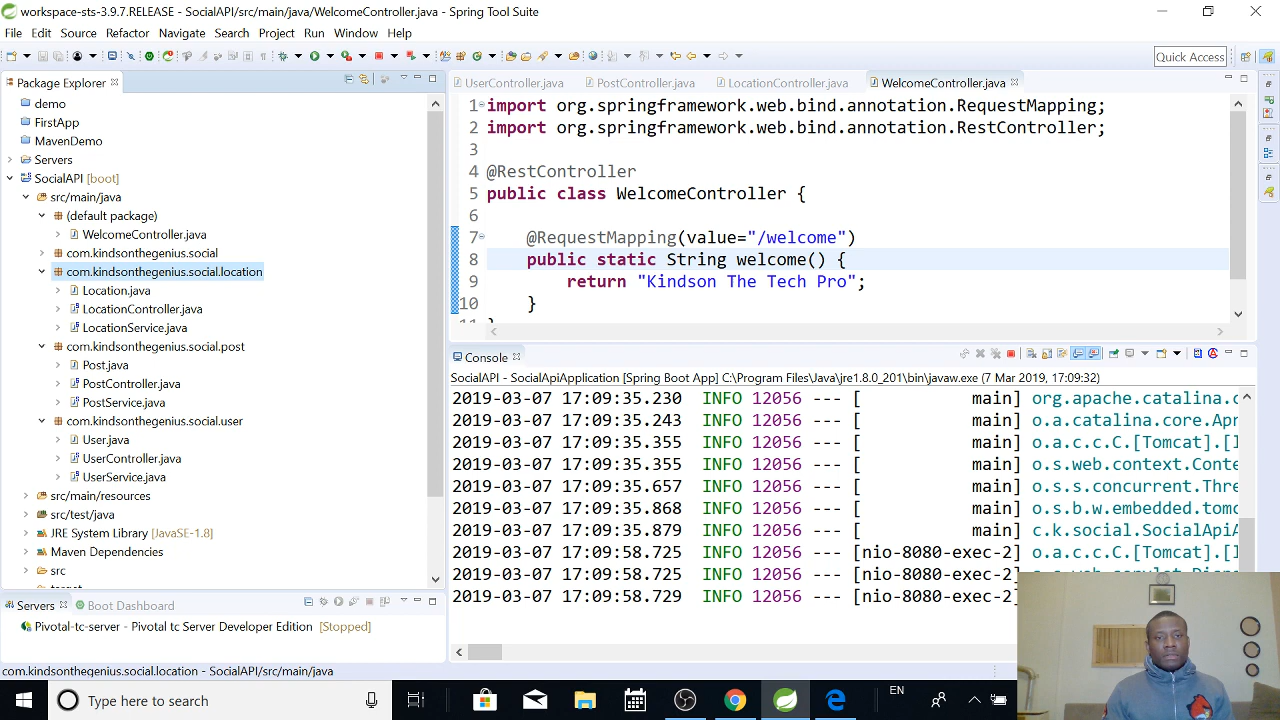 workspace-sts-3.9.7.RELEASE - SocialAPI/src/main/java/WelcomeController.java - Spring Tool Suite
File Edit Source Refactor Navigate Search Project Run Window Help
Quick Access
Package Explorer
demo
FirstApp
MavenDemo
Servers
SocialAPI [boot]
src/main/java
(default package)
WelcomeController.java
com.kindsonthegenius.social
com.kindsonthegenius.social.location
Location.java
LocationController.java
LocationService.java
com.kindsonthegenius.social.post
Post.java
PostController.java
PostService.java
com.kindsonthegenius.social.user
User.java
UserController.java
UserService.java
src/main/resources
src/test/java
JRE System Library [JavaSE-1.8]
Maven Dependencies
src
target
UserController.java PostController.java LocationController.java WelcomeController.java
1 import org.springframework.web.bind.annotation.RequestMapping;
2 import org.springframework.web.bind.annotation.RestController;
3
4 @RestController
5 public class WelcomeController {
6
7 @RequestMapping(value="/welcome")
8 public static String welcome() {
9 return "Kindson The Tech Pro";
10 }
11 }
Console
SocialAPI - SocialApiApplication [Spring Boot App] C:\Program Files\Java\jre1.8.0_201\bin\javaw.exe (7 Mar 2019, 17:09:32)
2019-03-07 17:09:35.230 INFO 12056 --- [ main] org.apache.catalina.c
2019-03-07 17:09:35.243 INFO 12056 --- [ main] o.a.catalina.core.Apr
2019-03-07 17:09:35.355 INFO 12056 --- [ main] o.a.c.c.C.[Tomcat].[l
2019-03-07 17:09:35.355 INFO 12056 --- [ main] o.s.web.context.Conte
2019-03-07 17:09:35.657 INFO 12056 --- [ main] o.s.s.concurrent.Thre
2019-03-07 17:09:35.868 INFO 12056 --- [ main] o.s.b.w.embedded.tomc
2019-03-07 17:09:35.879 INFO 12056 --- [ main] c.k.social.SocialApiA
2019-03-07 17:09:58.725 INFO 12056 --- [nio-8080-exec-2] o.a.c.c.C.[Tomcat].[l
2019-03-07 17:09:58.725 INFO 12056 --- [nio-8080-exec-2]
2019-03-07 17:09:58.729 INFO 12056 --- [nio-8080-exec-2]
Servers Boot Dashboard
Pivotal-tc-server - Pivotal tc Server Developer Edition [Stopped]
com.kindsonthegenius.social.location - SocialAPI/src/main/java
Type here to search
EN